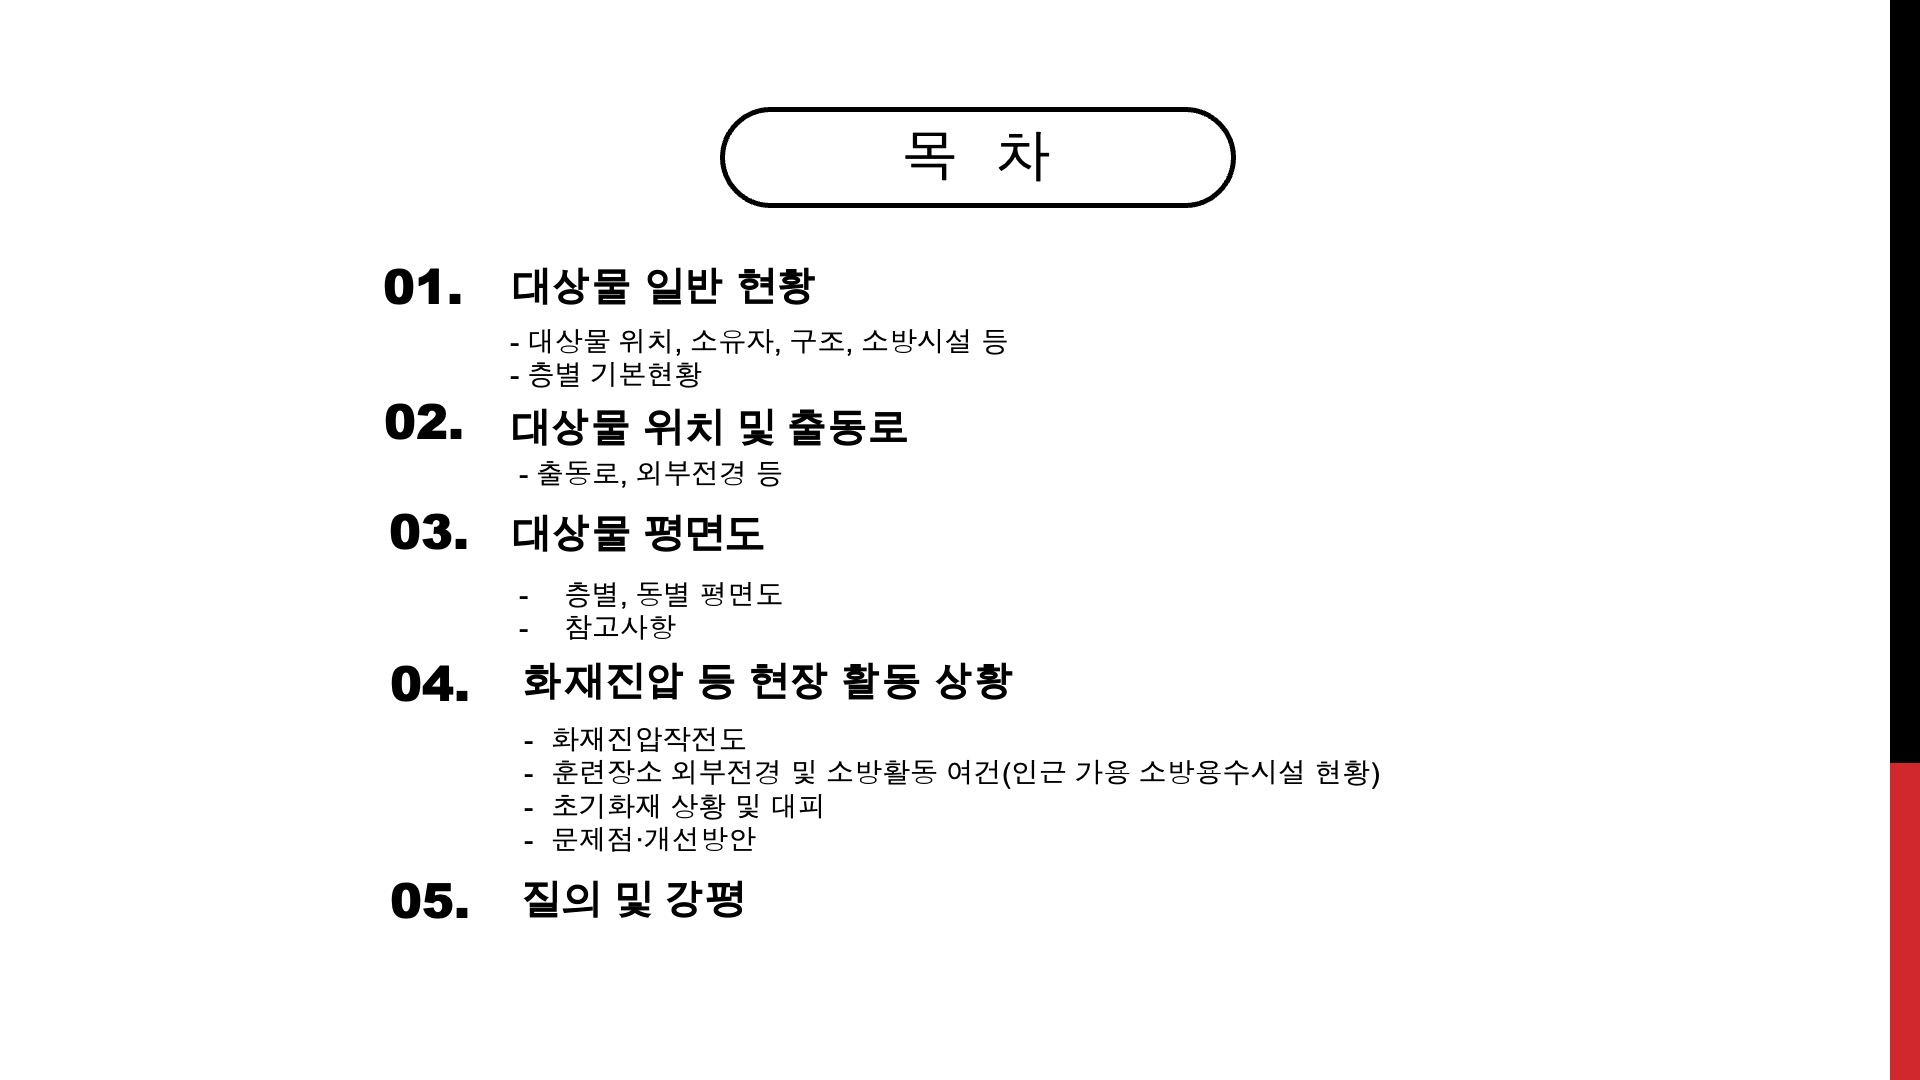 목 차
01. 대상물 일반 현황
- 대상물 위치, 소유자, 구조, 소방시설 등
- 층별 기본현황
02. 대상물 위치 및 출동로
- 출동로, 외부전경 등
03. 대상물 평면도
- 층별, 동별 평면도
- 참고사항
04. 화재진압 등 현장 활동 상황
- 화재진압작전도
- 훈련장소 외부전경 및 소방활동 여건(인근 가용 소방용수시설 현황)
- 초기화재 상황 및 대피
- 문제점·개선방안
05. 질의 및 강평